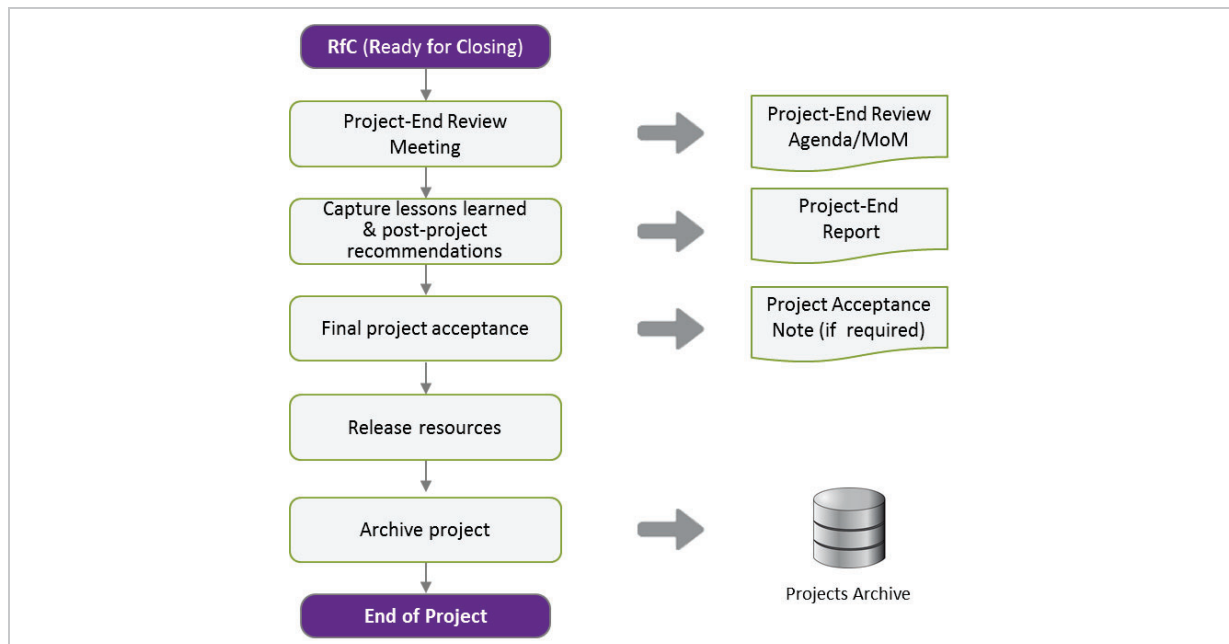 RfC (Ready for Closing)
Project-End Review
Meeting
Project-End Review
Agenda/MoM
Capture lessons learned
& post-project
recommendations
Project-End
Report
Final project acceptance
Project Acceptance
Note (if required)
Release resources
Archive project
Projects Archive
End of Project